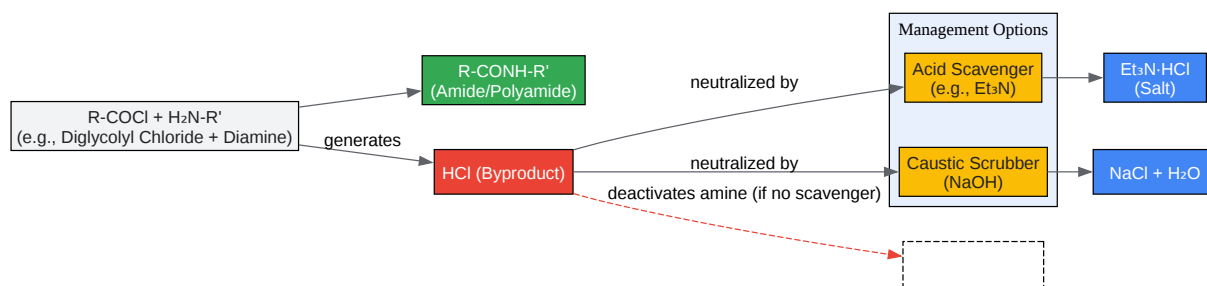 Management Options
R-CONH-R'
(Amide/Polyamide)
Acid Scavenger
(e.g., Et₃N)
Et₃N·HCl
(Salt)
neutralized by
R-COCl + H₂N-R'
(e.g., Diglycolyl Chloride + Diamine)
generates
HCl (Byproduct)
neutralized by
Caustic Scrubber
(NaOH)
NaCl + H₂O
deactivates amine (if no scavenger)